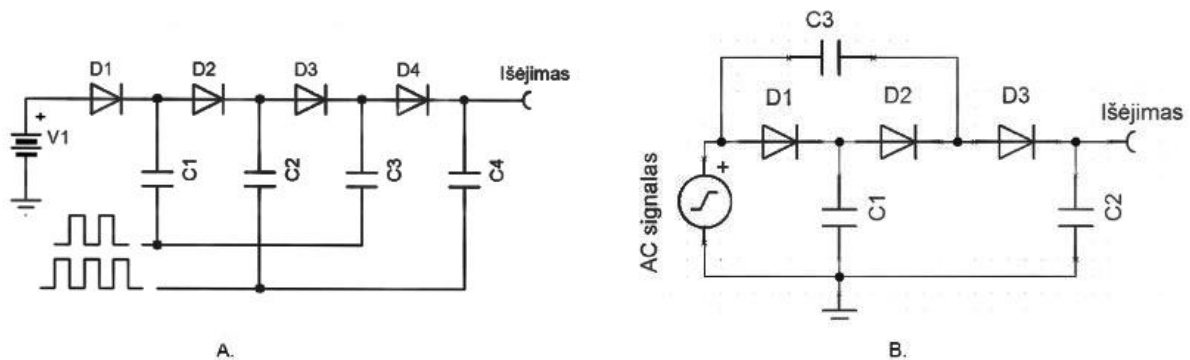 D1
D2
D3
D4
Išėjimas
+
V1
C1
C2
C3
C4
A.
C3
D1
D2
D3
Išėjimas
+
AC signalas
C1
C2
B.